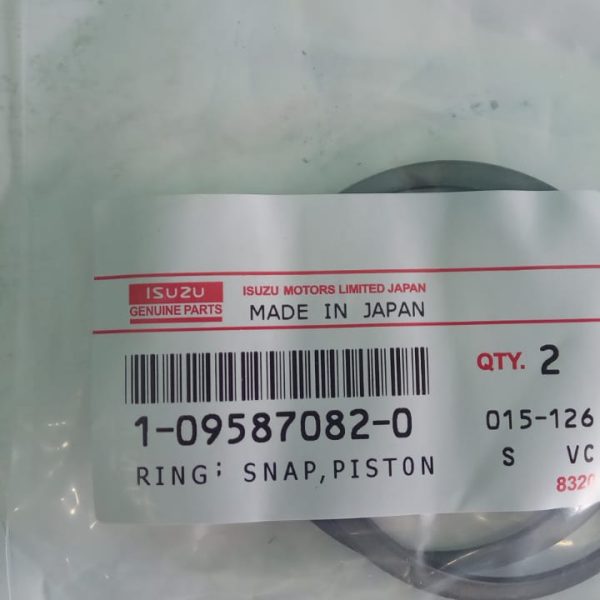 ISUZU
GENUINE PARTS
ISUZU MOTORS LIMITED JAPAN
MADE IN JAPAN
QTY. 2
1-09587082-0
RING; SNAP,PISTON
015-126
S VC
8320